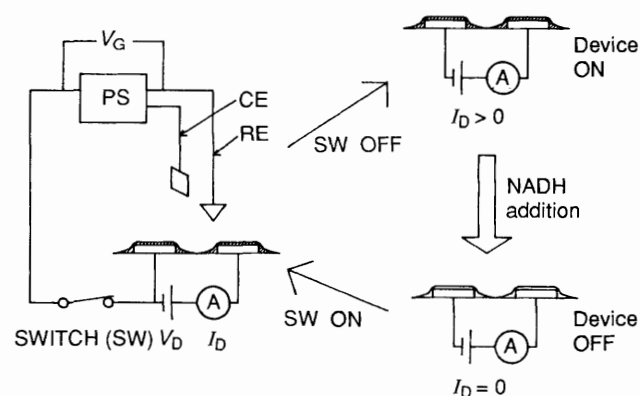 V_G
PS
CE
RE
SWITCH (SW) V_D
A
I_D
SW OFF
A
I_D > 0
Device
ON
NADH
addition
SW ON
A
I_D = 0
Device
OFF